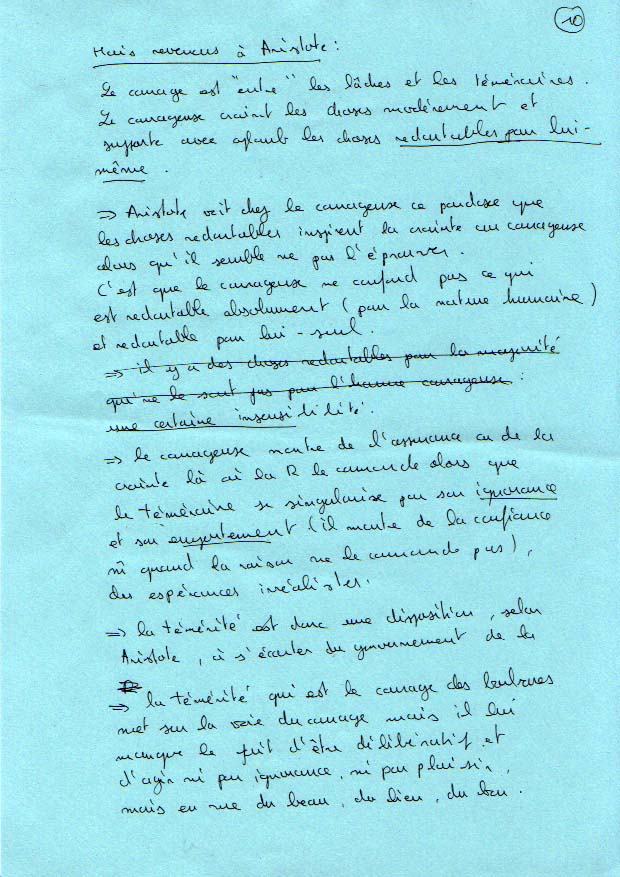 10
Mais revenons à Aristote :
Le courage est "entre" les lâches et les téméraires.
Le courageuse craint les choses modérement et
supporte avec aplomb les choses redoutables pour lui-
même.
⇒ Aristote voit chez le courageuse ce paradoxe que
les choses redoutables inspirent la crainte au courageuse
alors qu'il semble ne pas l'éprouver.
C'est que le courageuse ne confond pas ce qui
est redoutable absolument (pour la nature humaine)
et redoutable pour lui-seul.
⇒ il y a des choses redoutables pour la majorité
qui ne le sont pas pour l'homme courageuse :
une certaine insensibilité.
⇒ le courageuse montre de l'assurance ou de la
crainte là où la R le commande alors que
le téméraire se singularise par son ignorance
et son emportement (il montre de la confiance
m̂ quand la raison ne le commande pas),
des espérances irréalistes.
⇒ la témérité est donc une disposition, selon
Aristote, à s'écarter du gouvernement de la
R
⇒ la témérité qui est le courage des barbares
met sur la voie du courage mais il lui
manque le fait d'être délibératif et
d'agir ni par ignorance, ni par plaisir,
mais en vue du beau, du bien, du bon.